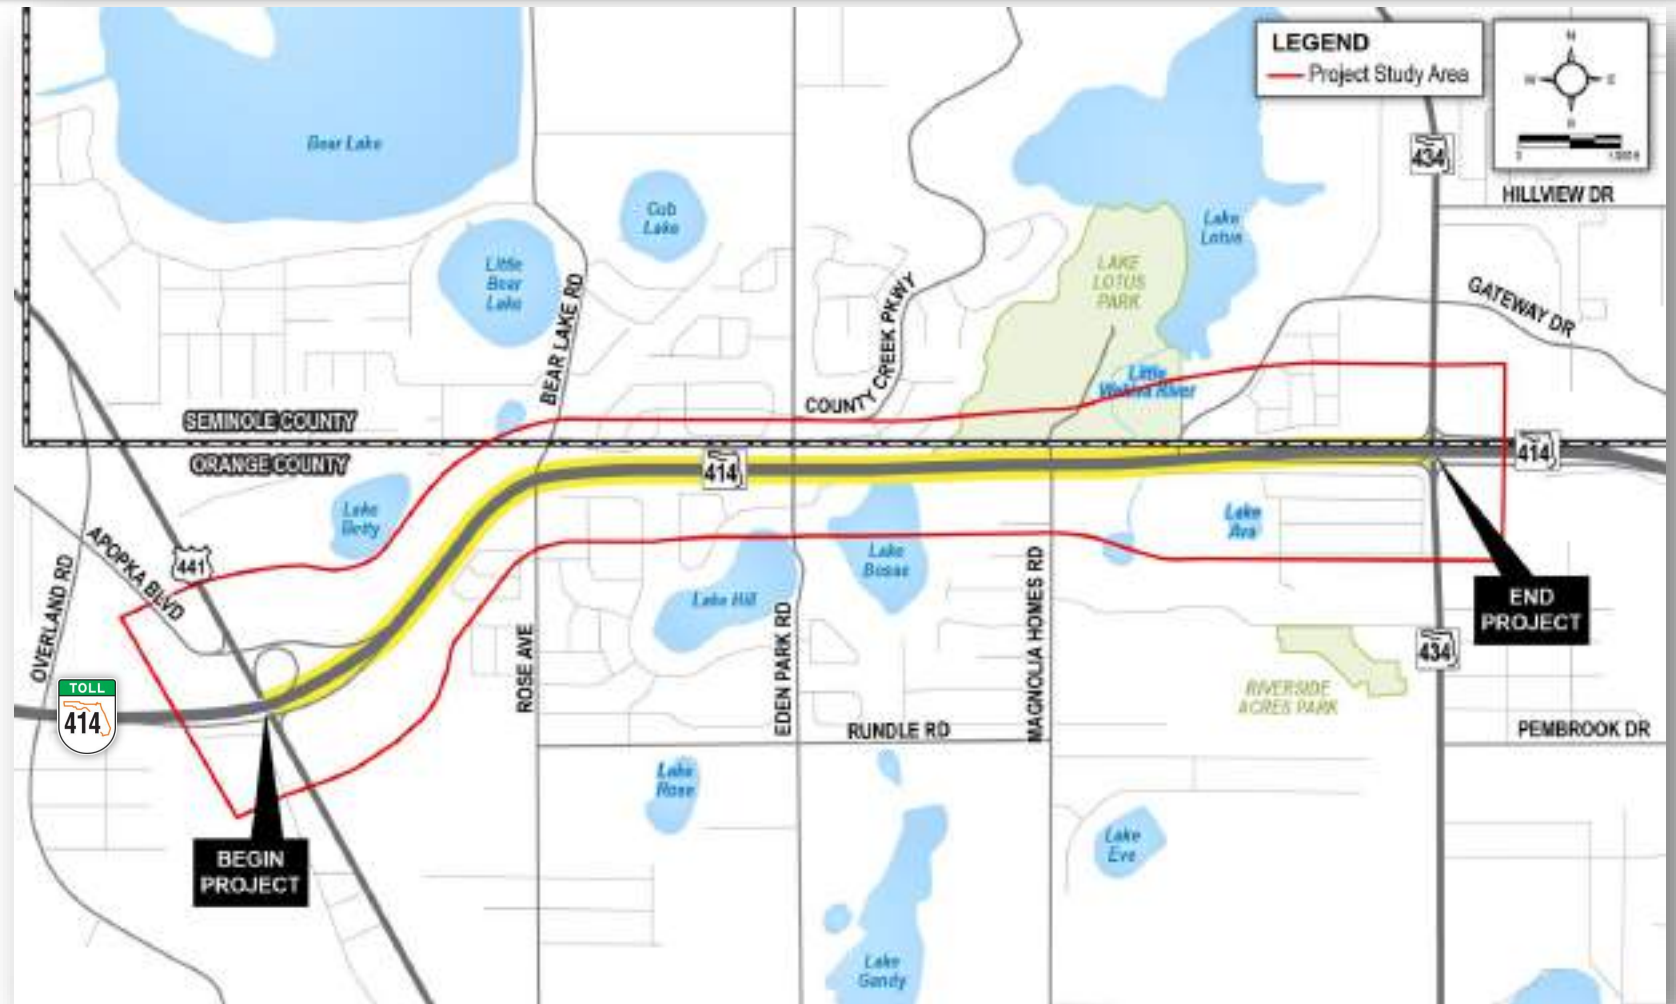 LEGEND
Project Study Area
N
W
E
0
434
HILLVIEW DR
Bear Lake
Cub
Lake
Lake
Lotus
Little
Bear
Lake
LAKE
LOTUS
PARK
BEAR LAKE RD
GATEWAY DR
COUNTY CREEK PKWY
Little
Wekiva River
SEMINOLE COUNTY
ORANGE COUNTY
414
414
Lake
Betty
Lake
Ava
APOPKA BLVD
441
OVERLAND RD
Lake
Bosse
Lake Hill
ROSE AVE
EDEN PARK RD
MAGNOLIA HOMES RD
END
PROJECT
434
TOLL
414
RIVERSIDE
ACRES PARK
RUNDLE RD
PEMBROOK DR
Lake
Rose
BEGIN
PROJECT
Lake
Eve
Lake
Gandy